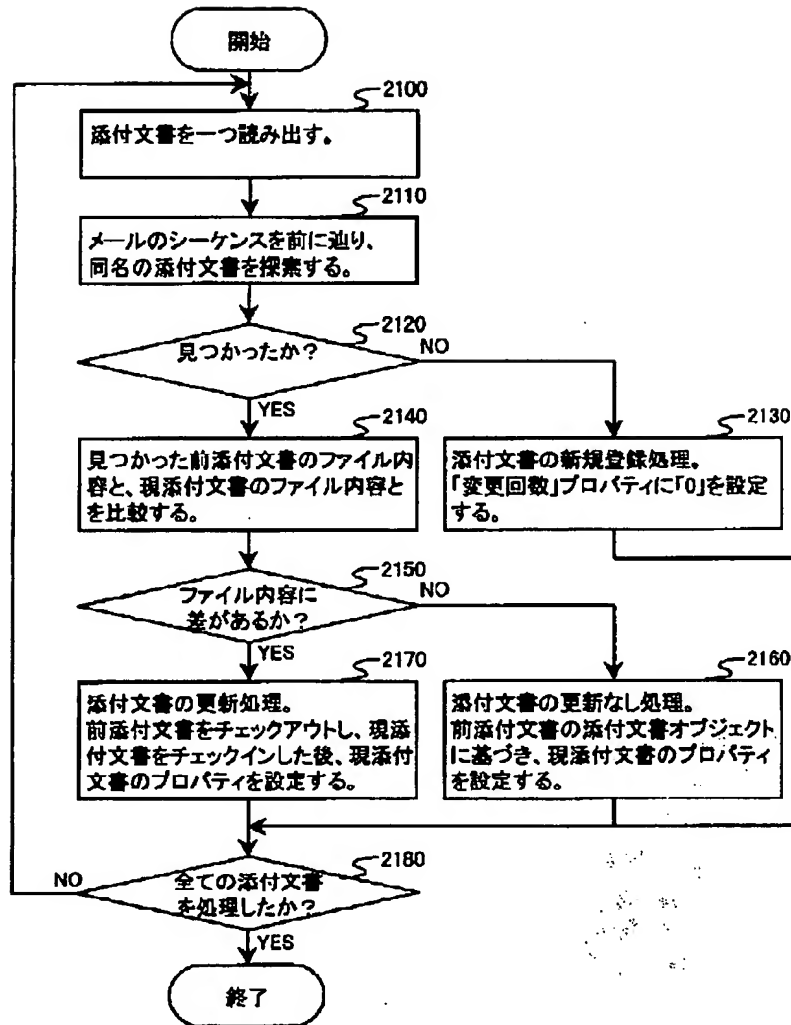 開始
2100
添付文書を一つ読み出す。
2110
メールのシーケンスを前に辿り、
同名の添付文書を探索する。
2120
見つかったか?
NO
YES
2140
見つかった前添付文書のファイル内
容と、現添付文書のファイル内容と
を比較する。
2130
添付文書の新規登録処理。
「変更回数」プロパティに「0」を設定
する。
2150
ファイル内容に
差があるか?
NO
YES
2170
添付文書の更新処理。
前添付文書をチェックアウトし、現添
付文書をチェックインした後、現添付
文書のプロパティを設定する。
2160
添付文書の更新なし処理。
前添付文書の添付文書オブジェクト
に基づき、現添付文書のプロパティ
を設定する。
2180
全ての添付文書
を処理したか?
NO
YES
終了